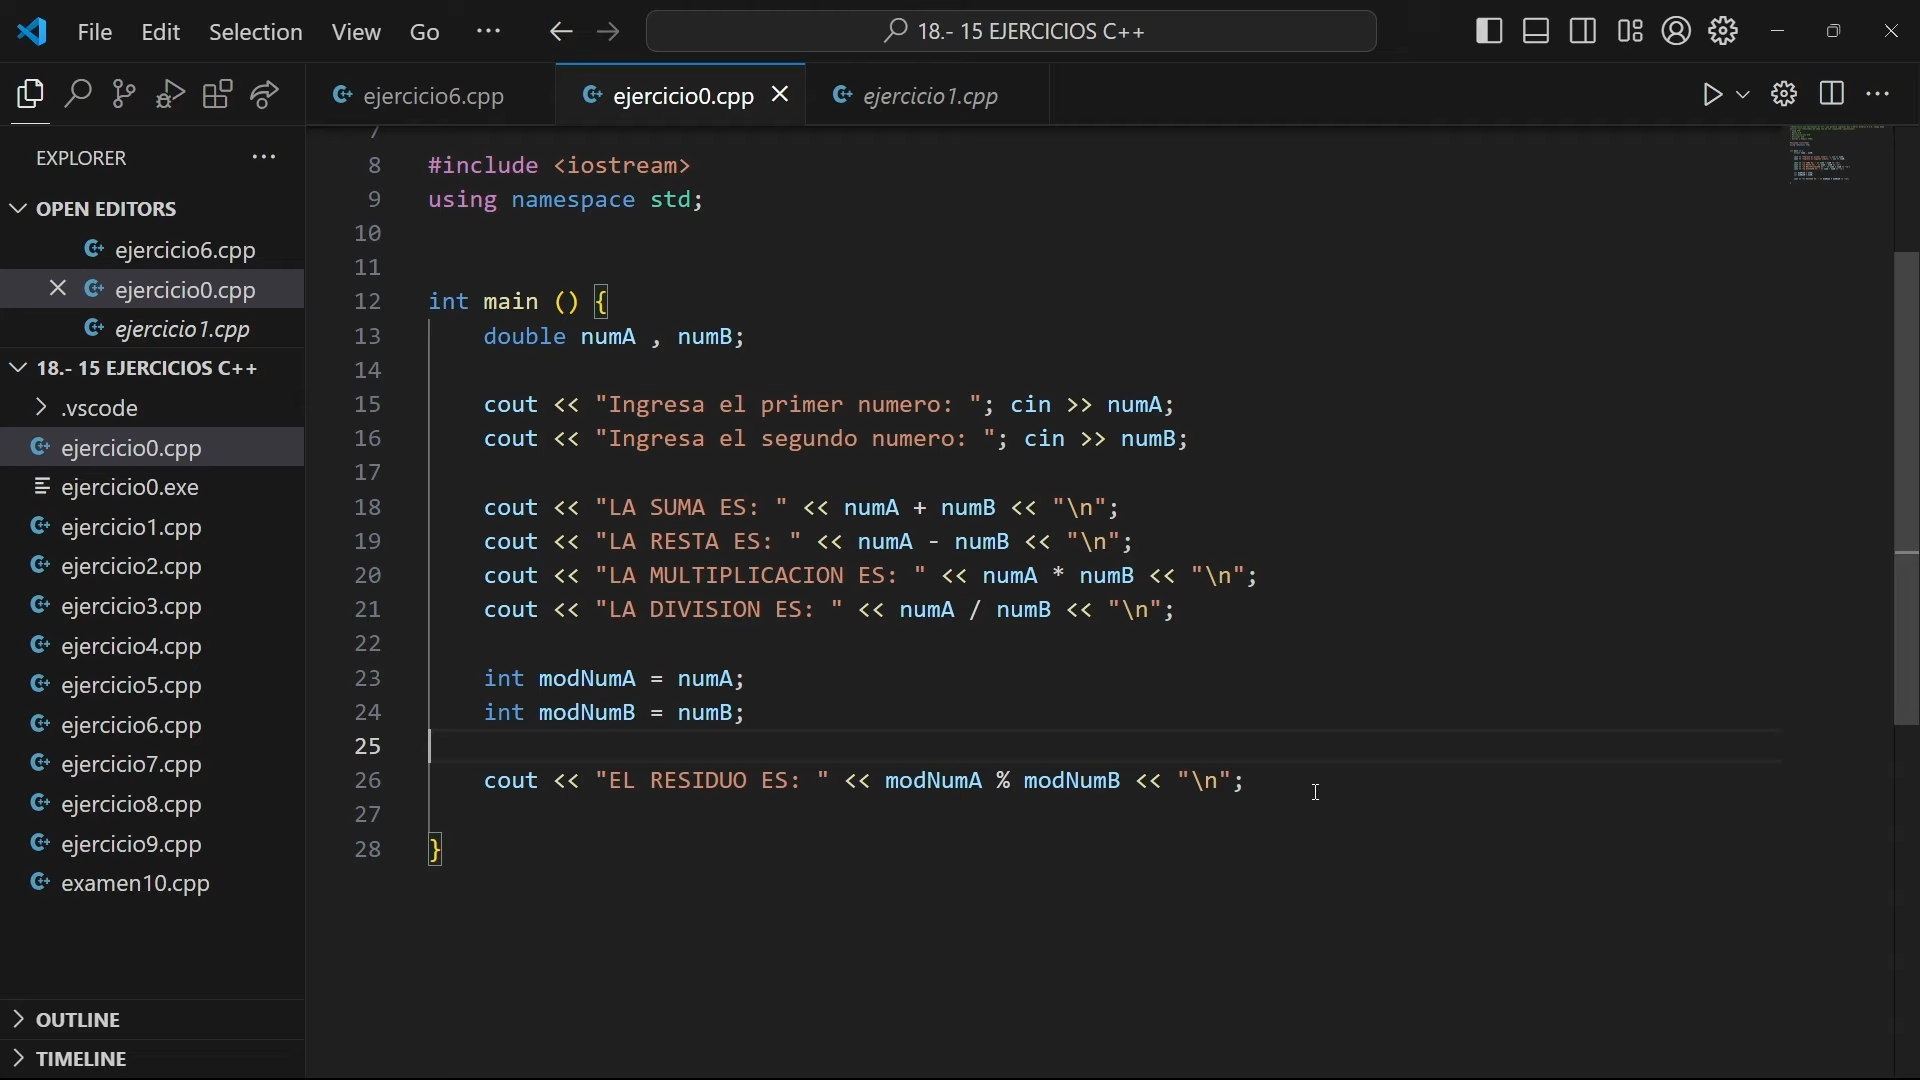 File Edit Selection View Go ··· 18.- 15 EJERCICIOS C++
ejercicio6.cpp ejercicio0.cpp ejercicio1.cpp
EXPLORER
OPEN EDITORS
ejercicio6.cpp
ejercicio0.cpp
ejercicio1.cpp
18.- 15 EJERCICIOS C++
.vscode
ejercicio0.cpp
ejercicio0.exe
ejercicio1.cpp
ejercicio2.cpp
ejercicio3.cpp
ejercicio4.cpp
ejercicio5.cpp
ejercicio6.cpp
ejercicio7.cpp
ejercicio8.cpp
ejercicio9.cpp
examen10.cpp
OUTLINE
TIMELINE
7
8 #include <iostream>
9 using namespace std;
10
11
12 int main () {
13 double numA , numB;
14
15 cout << "Ingresa el primer numero: "; cin >> numA;
16 cout << "Ingresa el segundo numero: "; cin >> numB;
17
18 cout << "LA SUMA ES: " << numA + numB << "\n";
19 cout << "LA RESTA ES: " << numA - numB << "\n";
20 cout << "LA MULTIPLICACION ES: " << numA * numB << "\n";
21 cout << "LA DIVISION ES: " << numA / numB << "\n";
22
23 int modNumA = numA;
24 int modNumB = numB;
25
26 cout << "EL RESIDUO ES: " << modNumA % modNumB << "\n";
27
28 }